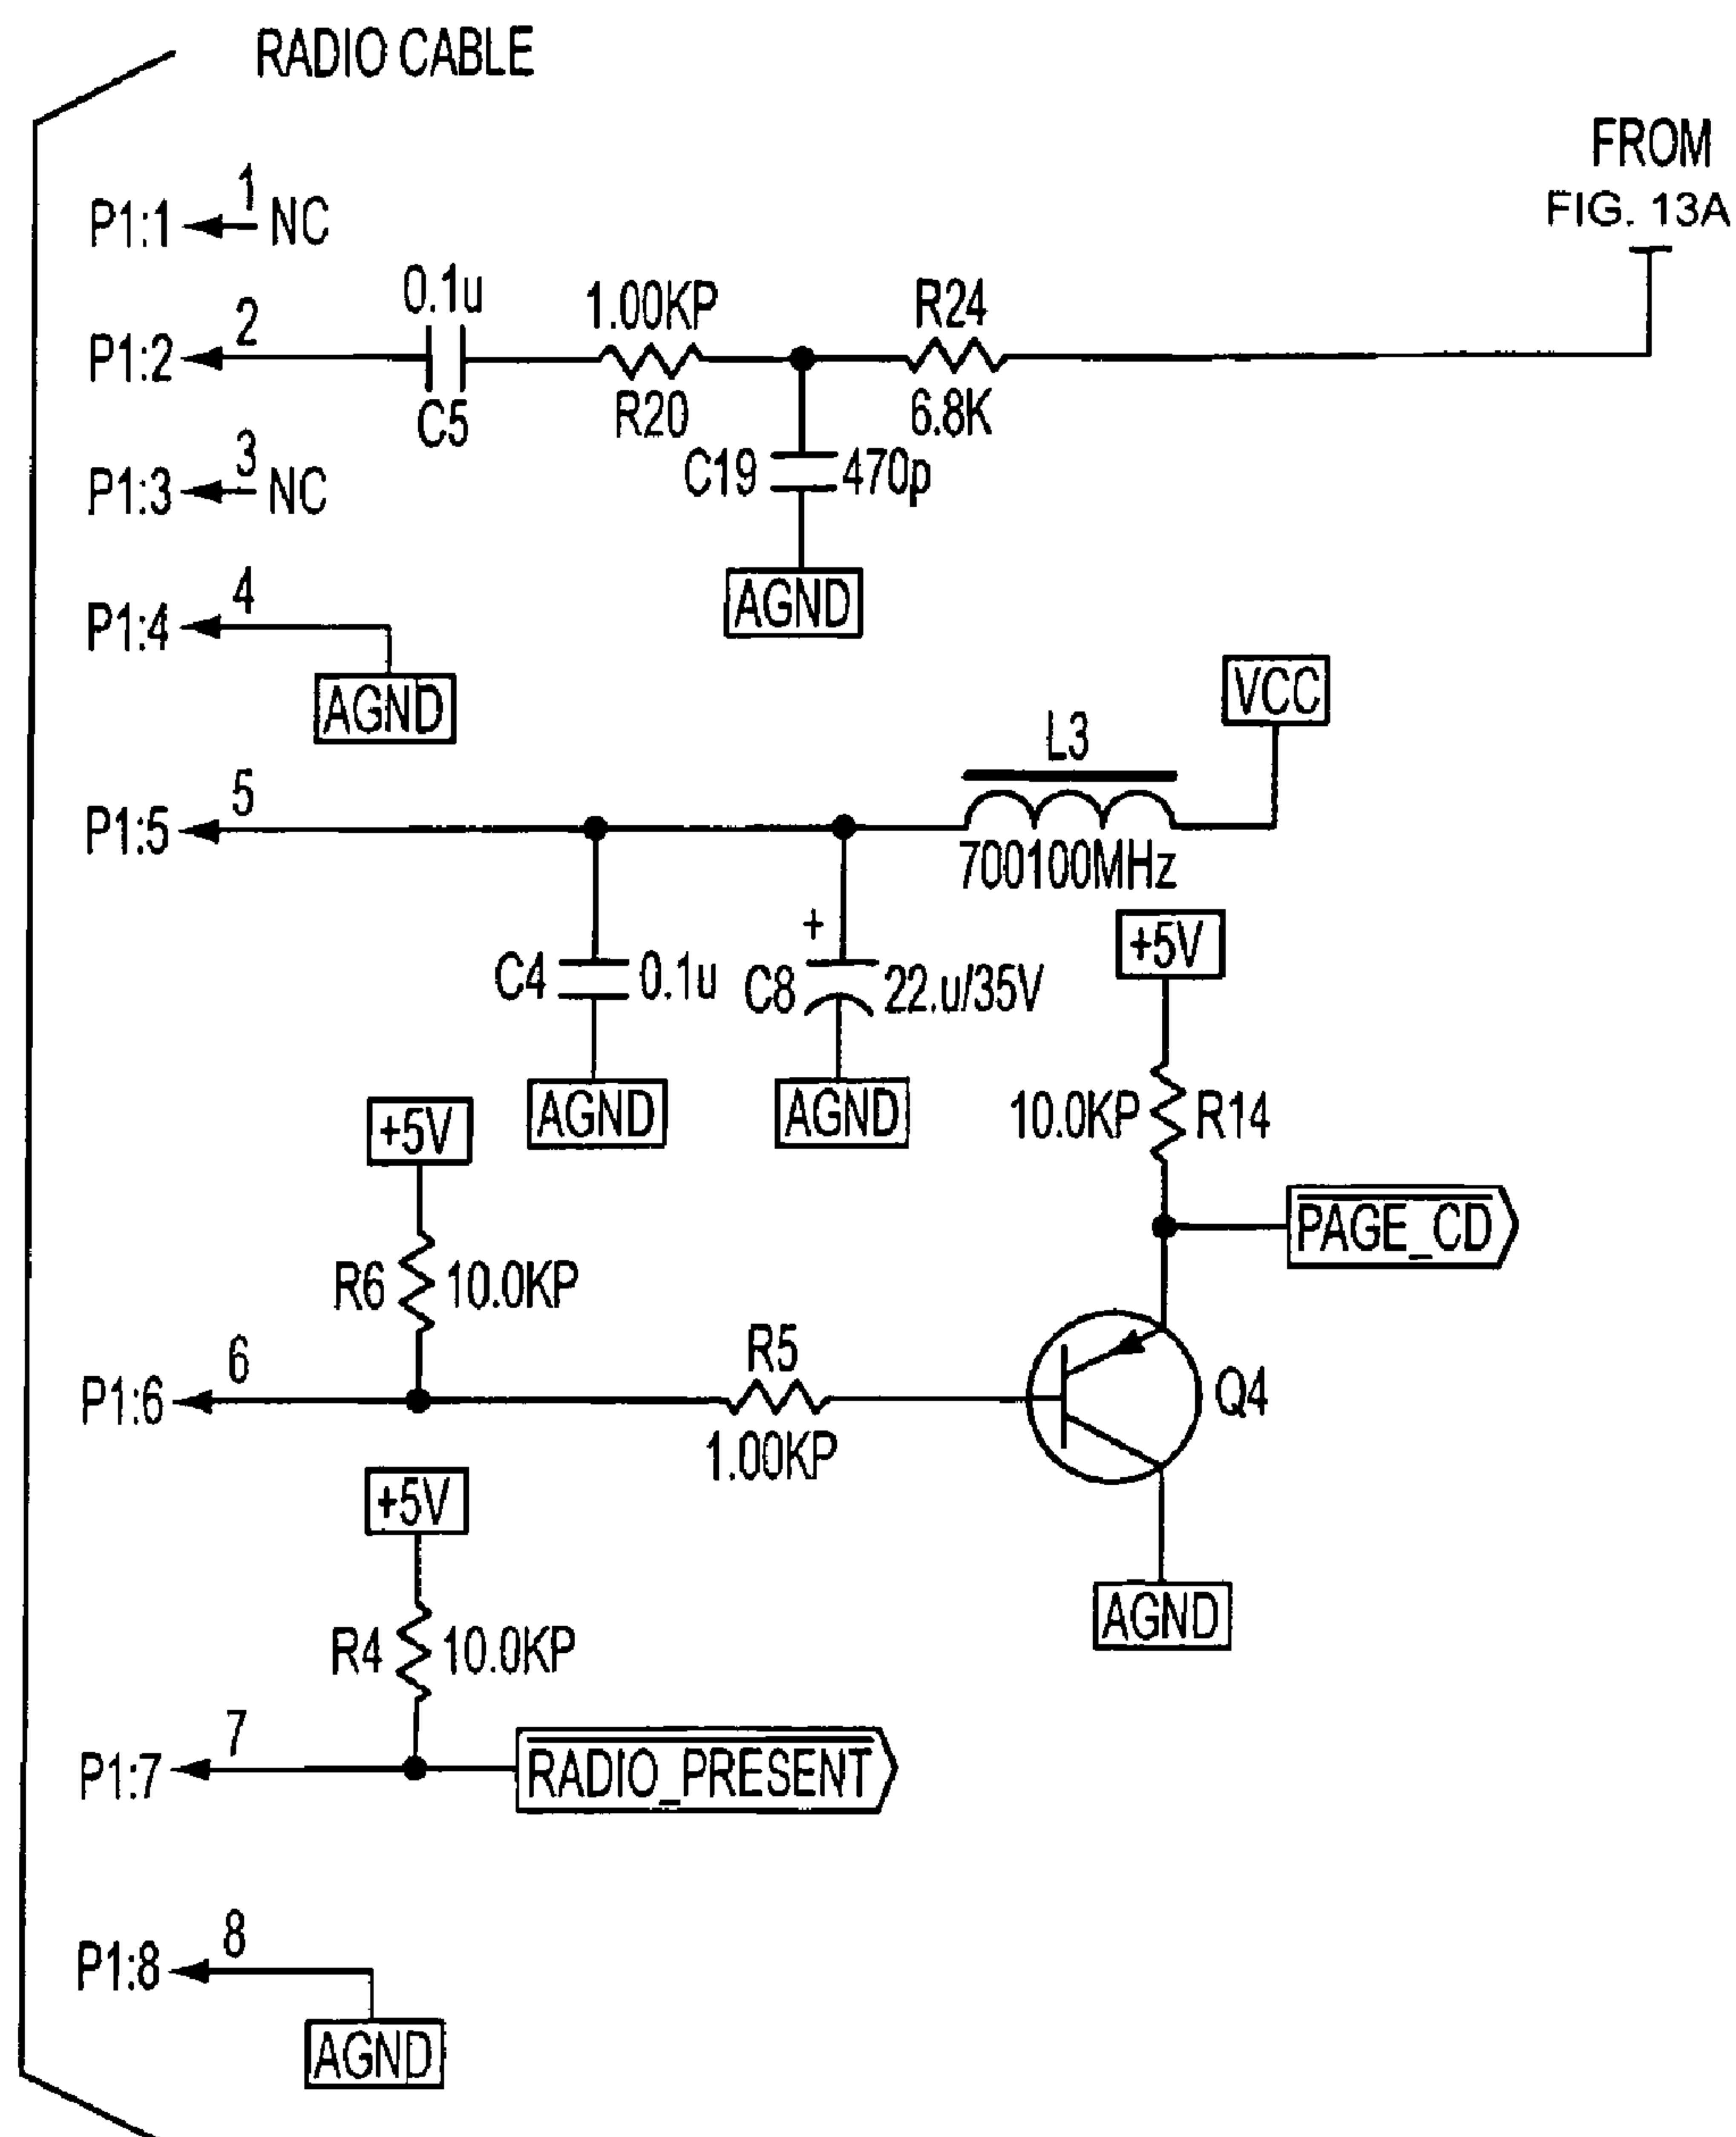 RADIO CABLE
FROM
FIG. 13A
P1:1
1
NC
P1:2
2
0.1u
C5
1.00KP
R20
R24
6.8K
C19
470p
AGND
P1:3
3
NC
P1:4
4
AGND
VCC
L3
700100MHz
P1:5
5
C4
0.1u
AGND
+
C8
22.u/35V
AGND
+5V
10.0KP
R14
PAGE_CD
+5V
R6
10.0KP
P1:6
6
R5
1.00KP
Q4
AGND
+5V
R4
10.0KP
P1:7
7
RADIO_PRESENT
P1:8
8
AGND